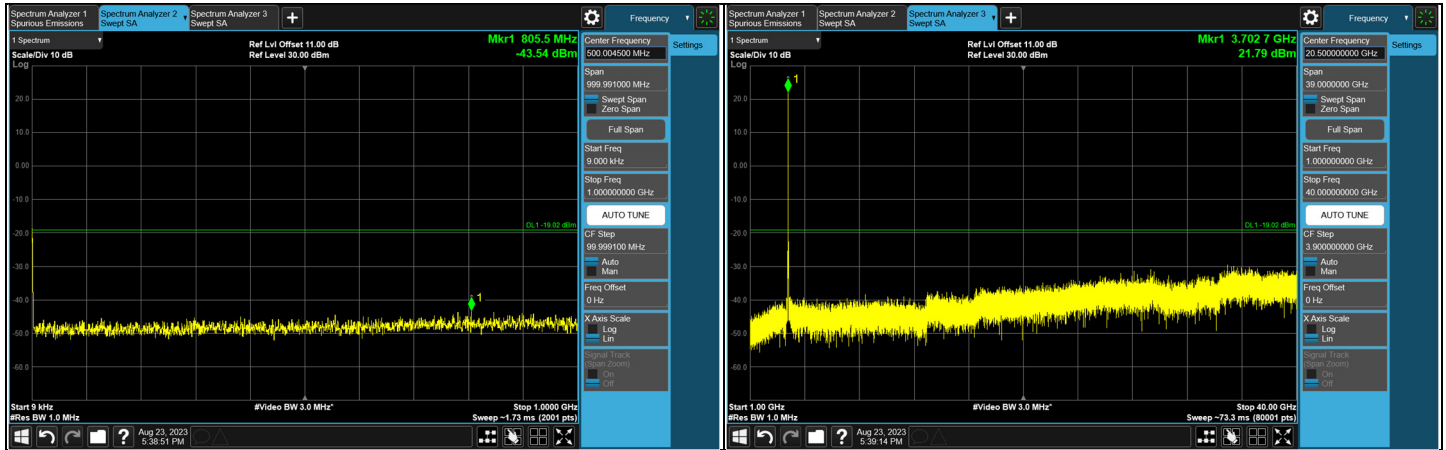 Spectrum Analyzer 1
Spurious Emissions
Spectrum Analyzer 2
Swept SA
Spectrum Analyzer 3
Swept SA
Frequency
1 Spectrum
Scale/Div 10 dB
Log
Ref Lvl Offset 11.00 dB
Ref Level 30.00 dBm
Mkr1 805.5 MHz
-43.54 dBm
1
20.0
10.0
0.00
-10.0
-20.0
-30.0
-40.0
-50.0
-60.0
DL1 -19.02 dBm
1
Start 9 kHz
#Res BW 1.0 MHz
#Video BW 3.0 MHz*
Stop 1.0000 GHz
Sweep ~1.73 ms (2001 pts)
Aug 23, 2023
5:38:51 PM
Center Frequency
500.004500 MHz
Settings
Span
999.991000 MHz
Swept Span
Zero Span
Full Span
Start Freq
9.000 kHz
Stop Freq
1.000000000 GHz
AUTO TUNE
CF Step
99.999100 MHz
Auto
Man
Freq Offset
0 Hz
X Axis Scale
Log
Lin
Signal Track
(Span Zoom)
On
Off
Spectrum Analyzer 1
Spurious Emissions
Spectrum Analyzer 2
Swept SA
Spectrum Analyzer 3
Swept SA
Frequency
1 Spectrum
Scale/Div 10 dB
Log
Ref Lvl Offset 11.00 dB
Ref Level 30.00 dBm
Mkr1 3.702 7 GHz
21.79 dBm
1
20.0
10.0
0.00
-10.0
-20.0
-30.0
-40.0
-50.0
-60.0
DL1 -19.02 dBm
Start 1.00 GHz
#Res BW 1.0 MHz
#Video BW 3.0 MHz*
Stop 40.00 GHz
Sweep ~73.3 ms (80001 pts)
Aug 23, 2023
5:39:14 PM
Center Frequency
20.500000000 GHz
Settings
Span
39.0000000 GHz
Swept Span
Zero Span
Full Span
Start Freq
1.000000000 GHz
Stop Freq
40.000000000 GHz
AUTO TUNE
CF Step
3.900000000 GHz
Auto
Man
Freq Offset
0 Hz
X Axis Scale
Log
Lin
Signal Track
(Span Zoom)
On
Off